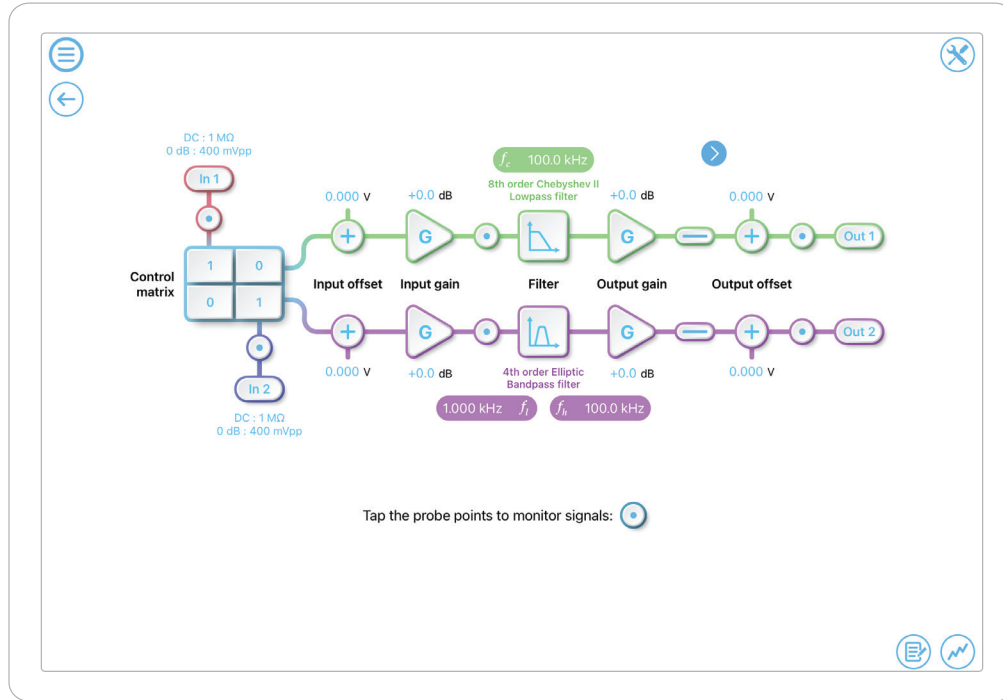 DC : 1 MΩ
0 dB : 400 mVpp
In 1
f_c 100.0 kHz
8th order Chebyshev II
Lowpass filter
0.000 V
+0.0 dB
+0.0 dB
0.000 V
G
G
Out 1
Control
matrix
1 0
0 1
Input offset
Input gain
Filter
Output gain
Output offset
G
G
Out 2
0.000 V
+0.0 dB
4th order Elliptic
Bandpass filter
+0.0 dB
0.000 V
In 2
1.000 kHz f_l
f_h 100.0 kHz
DC : 1 MΩ
0 dB : 400 mVpp
Tap the probe points to monitor signals: